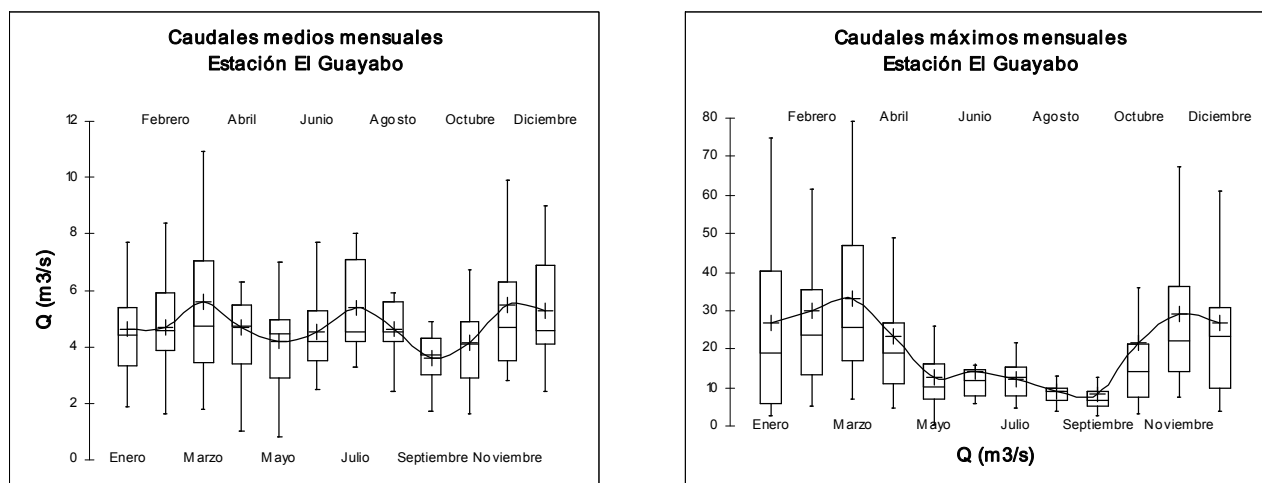 Caudales medios mensuales
Estación El Guayabo
12
10
8
6
4
2
0
Q (m3/s)
Febrero Abril Junio Agosto Octubre Diciembre
Enero Marzo Mayo Julio Septiembre Noviembre
Caudales máximos mensuales
Estación El Guayabo
80
70
60
50
40
30
20
10
0
Febrero Abril Junio Agosto Octubre Diciembre
Enero Marzo Mayo Julio Septiembre Noviembre
Q (m3/s)